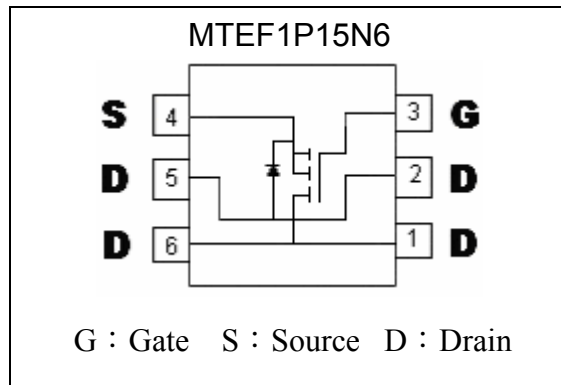 MTEF1P15N6
S 4 3 G
D 5 2 D
D 6 1 D
G：Gate S：Source D：Drain